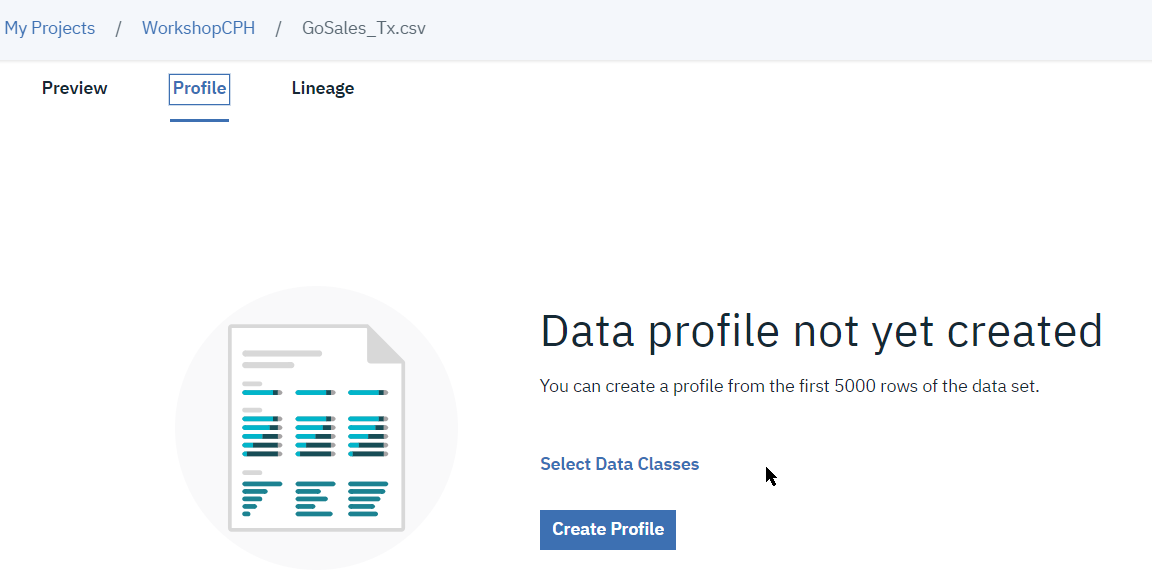 My Projects / WorkshopCPH / GoSales_Tx.csv
Preview Profile Lineage
Data profile not yet created
You can create a profile from the first 5000 rows of the data set.
Select Data Classes
Create Profile